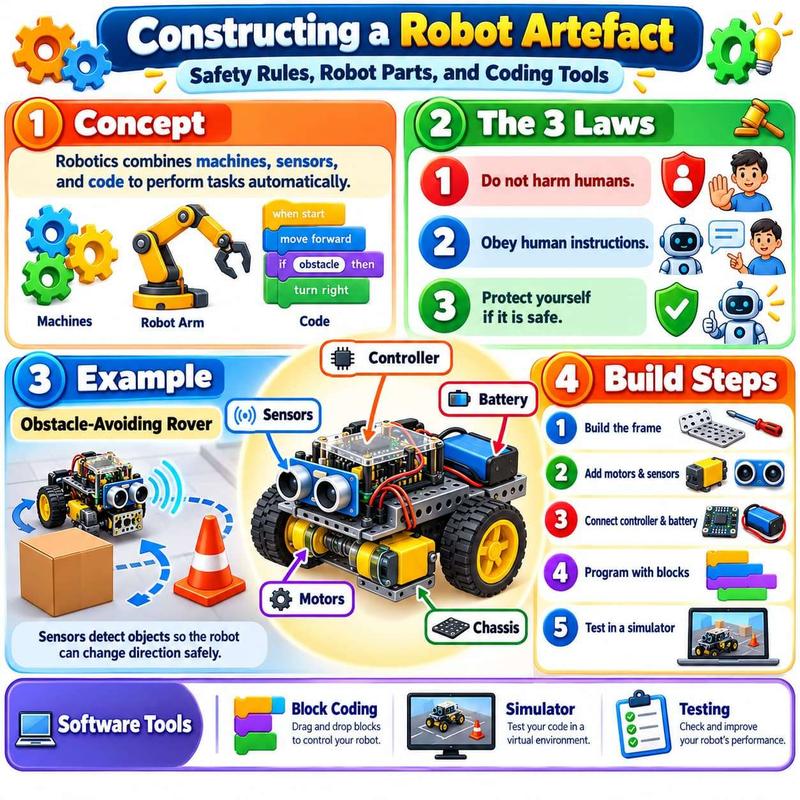 Constructing a Robot Artefact
Safety Rules, Robot Parts, and Coding Tools
1 Concept
Robotics combines machines, sensors,
and code to perform tasks automatically.
when start
move forward
if obstacle then
turn right
Machines
Robot Arm
Code
2 The 3 Laws
1 Do not harm humans.
2 Obey human instructions.
3 Protect yourself
if it is safe.
3 Example
Obstacle-Avoiding Rover
Sensors detect objects so the robot
can change direction safely.
Controller
Sensors
Battery
Motors
Chassis
4 Build Steps
1 Build the frame
2 Add motors & sensors
3 Connect controller & battery
4 Program with blocks
5 Test in a simulator
Software Tools
Block Coding
Drag and drop blocks
to control your robot.
Simulator
Test your code in a
virtual environment.
Testing
Check and improve
your robot's performance.